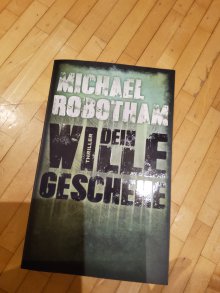 MICHAEL
ROBOTHAM
DEIN
WILLE
THRILLER
GESCHEHE